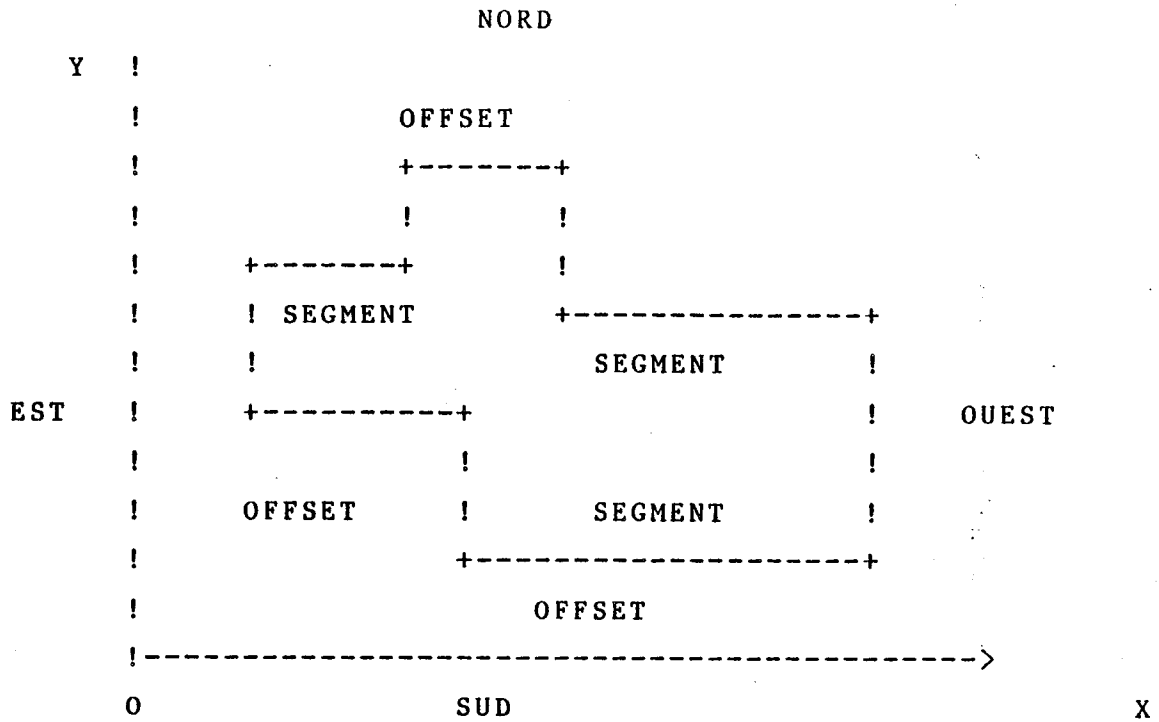 NORD
Y !
! OFFSET
! +-------+
! ! !
! +-------+ !
! ! SEGMENT +---------------+
! ! SEGMENT !
EST ! +----------+ ! OUEST
! ! !
! OFFSET ! SEGMENT !
! +-------------------+
! OFFSET
!----------------------------------------->
O SUD X